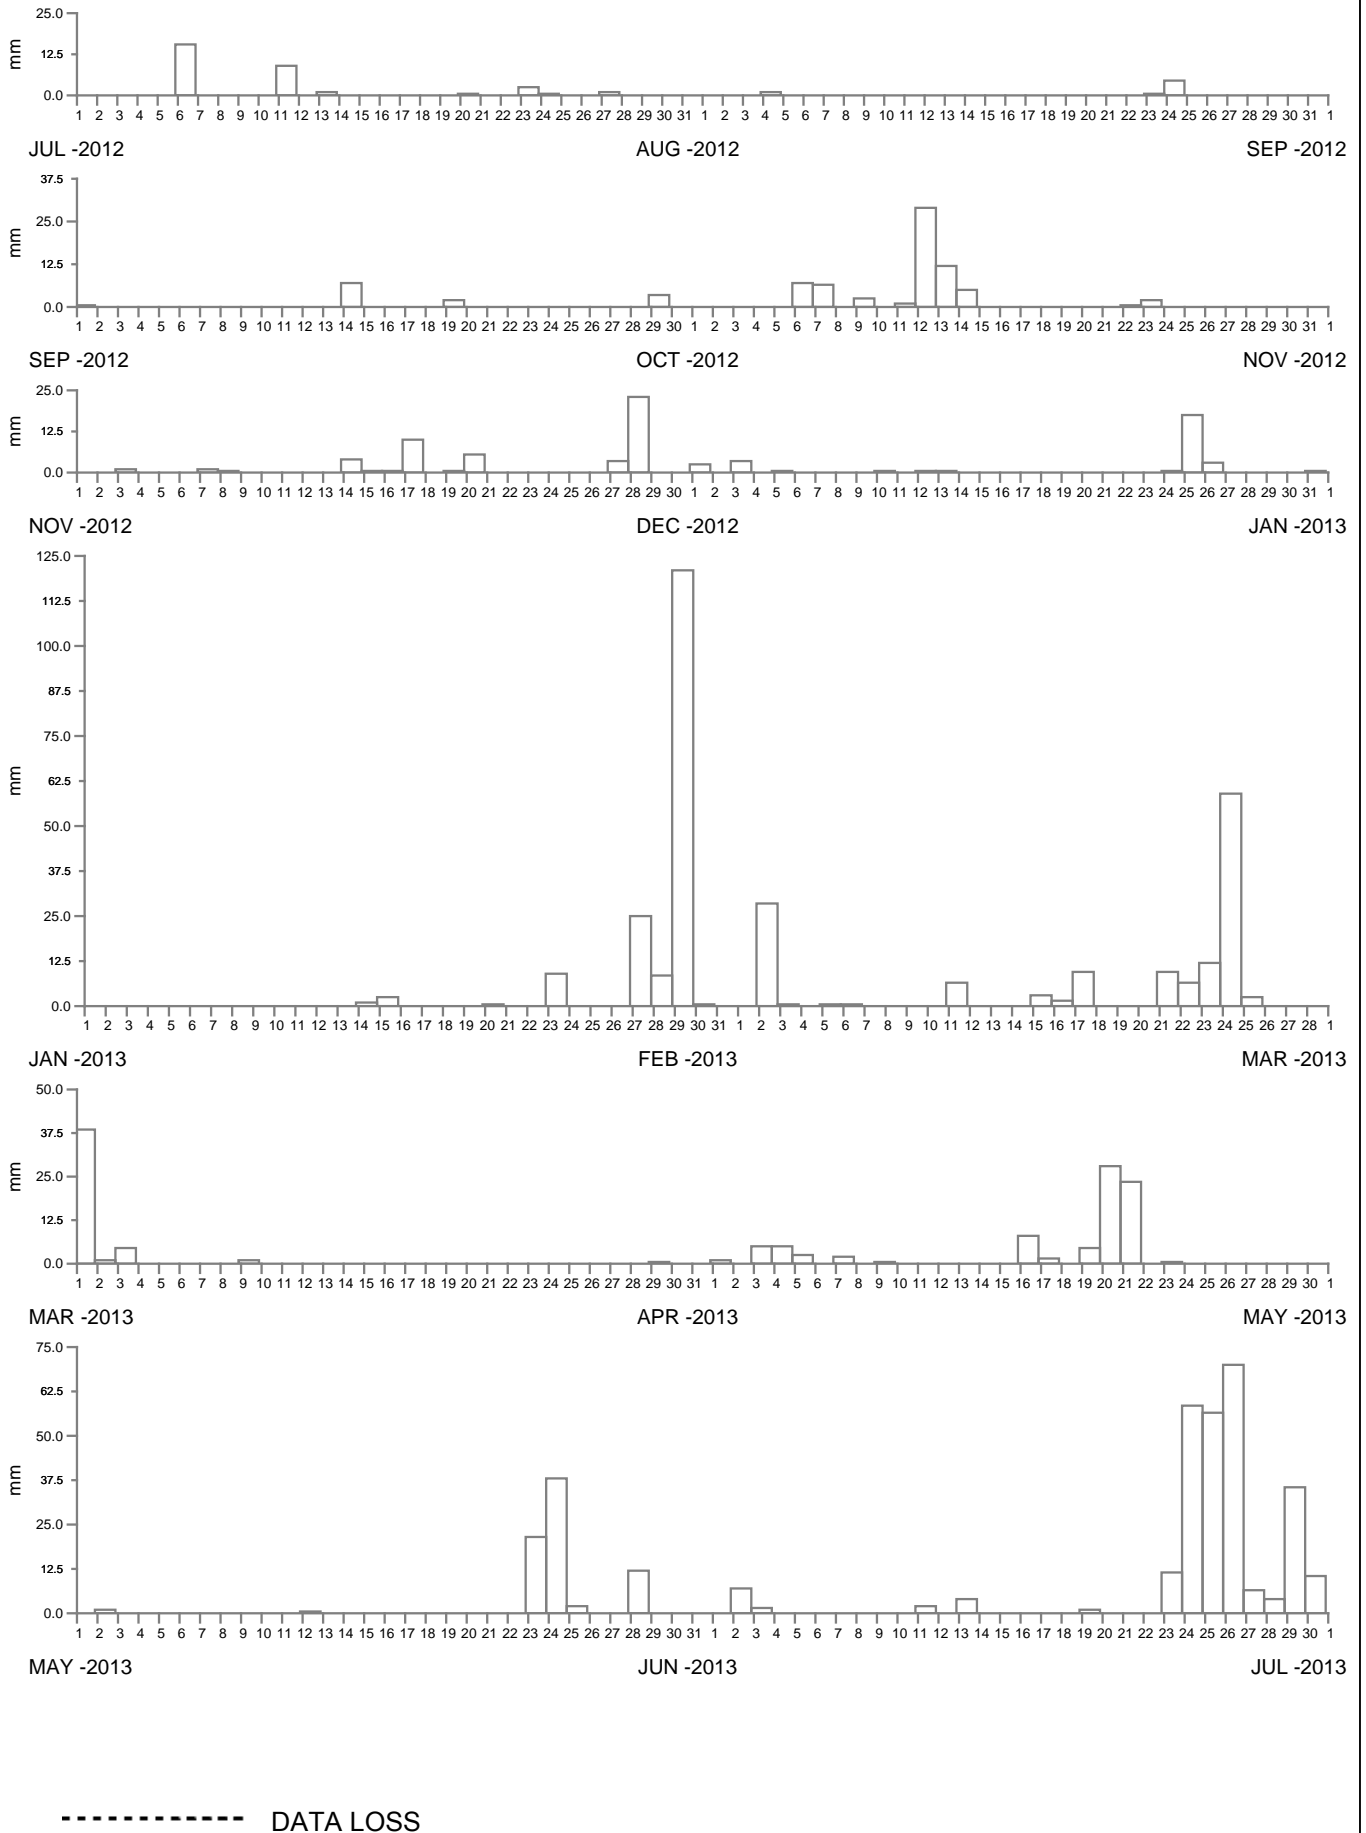 25.0
12.5
0.0
mm
1 2 3 4 5 6 7 8 9 10 11 12 13 14 15 16 17 18 19 20 21 22 23 24 25 26 27 28 29 30 31 1 2 3 4 5 6 7 8 9 10 11 12 13 14 15 16 17 18 19 20 21 22 23 24 25 26 27 28 29 30 31 1
JUL -2012 AUG -2012 SEP -2012
37.5
25.0
12.5
0.0
mm
1 2 3 4 5 6 7 8 9 10 11 12 13 14 15 16 17 18 19 20 21 22 23 24 25 26 27 28 29 30 1 2 3 4 5 6 7 8 9 10 11 12 13 14 15 16 17 18 19 20 21 22 23 24 25 26 27 28 29 30 31 1
SEP -2012 OCT -2012 NOV -2012
25.0
12.5
0.0
mm
1 2 3 4 5 6 7 8 9 10 11 12 13 14 15 16 17 18 19 20 21 22 23 24 25 26 27 28 29 30 1 2 3 4 5 6 7 8 9 10 11 12 13 14 15 16 17 18 19 20 21 22 23 24 25 26 27 28 29 30 31 1
NOV -2012 DEC -2012 JAN -2013
125.0
112.5
100.0
87.5
75.0
62.5
50.0
37.5
25.0
12.5
0.0
mm
1 2 3 4 5 6 7 8 9 10 11 12 13 14 15 16 17 18 19 20 21 22 23 24 25 26 27 28 29 30 31 1 2 3 4 5 6 7 8 9 10 11 12 13 14 15 16 17 18 19 20 21 22 23 24 25 26 27 28 1
JAN -2013 FEB -2013 MAR -2013
50.0
37.5
25.0
12.5
0.0
mm
1 2 3 4 5 6 7 8 9 10 11 12 13 14 15 16 17 18 19 20 21 22 23 24 25 26 27 28 29 30 31 1 2 3 4 5 6 7 8 9 10 11 12 13 14 15 16 17 18 19 20 21 22 23 24 25 26 27 28 29 30 1
MAR -2013 APR -2013 MAY -2013
75.0
62.5
50.0
37.5
25.0
12.5
0.0
mm
1 2 3 4 5 6 7 8 9 10 11 12 13 14 15 16 17 18 19 20 21 22 23 24 25 26 27 28 29 30 31 1 2 3 4 5 6 7 8 9 10 11 12 13 14 15 16 17 18 19 20 21 22 23 24 25 26 27 28 29 30 1
MAY -2013 JUN -2013 JUL -2013
DATA LOSS